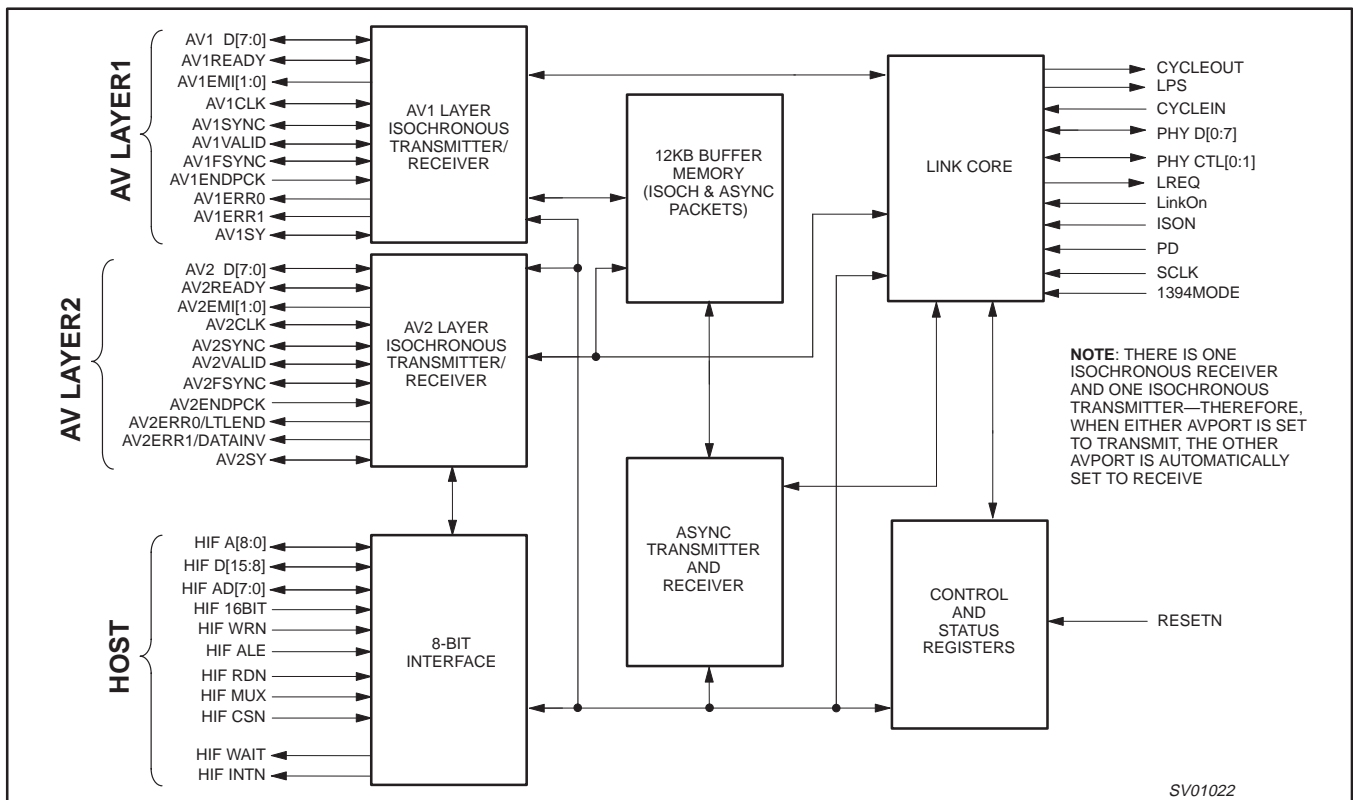 AV LAYER1
AV1 D[7:0]
AV1READY
AV1EMI[1:0]
AV1CLK
AV1SYNC
AV1VALID
AV1FSYNC
AV1ENDPCK
AV1ERR0
AV1ERR1
AV1SY
AV1 LAYER
ISOCHRONOUS
TRANSMITTER/
RECEIVER
12KB BUFFER
MEMORY
(ISOCH & ASYNC
PACKETS)
LINK CORE
CYCLEOUT
LPS
CYCLEIN
PHY D[0:7]
PHY CTL[0:1]
LREQ
LinkOn
ISON
PD
SCLK
1394MODE
AV LAYER2
AV2 D[7:0]
AV2READY
AV2EMI[1:0]
AV2CLK
AV2SYNC
AV2VALID
AV2FSYNC
AV2ENDPCK
AV2ERR0/LTLEND
AV2ERR1/DATAINV
AV2SY
AV2 LAYER
ISOCHRONOUS
TRANSMITTER/
RECEIVER
NOTE: THERE IS ONE
ISOCHRONOUS RECEIVER
AND ONE ISOCHRONOUS
TRANSMITTER—THEREFORE,
WHEN EITHER AVPORT IS SET
TO TRANSMIT, THE OTHER
AVPORT IS AUTOMATICALLY
SET TO RECEIVE
HOST
HIF A[8:0]
HIF D[15:8]
HIF AD[7:0]
HIF 16BIT
HIF WRN
HIF ALE
HIF RDN
HIF MUX
HIF CSN
HIF WAIT
HIF INTN
8-BIT
INTERFACE
ASYNC
TRANSMITTER
AND
RECEIVER
CONTROL
AND
STATUS
REGISTERS
RESETN
SV01022